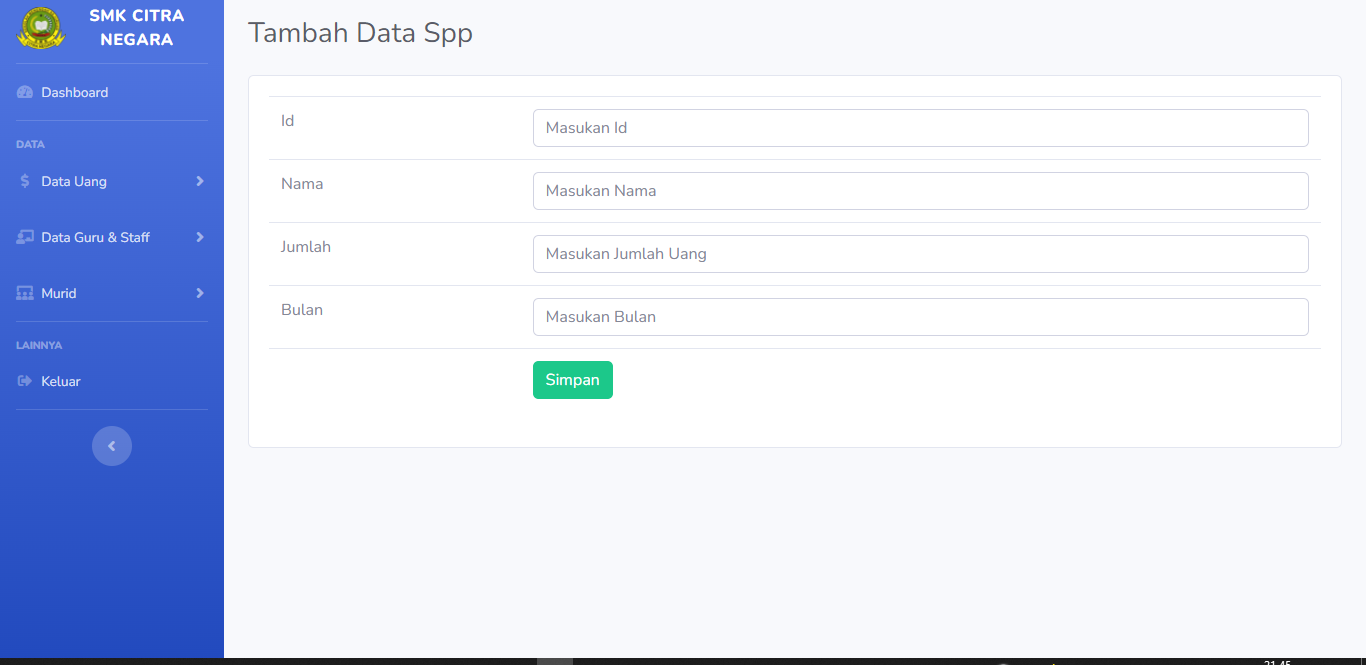 SMK CITRA
NEGARA
Dashboard
DATA
Data Uang
Data Guru & Staff
Murid
LAINNYA
Keluar
Tambah Data Spp
Id
Masukan Id
Nama
Masukan Nama
Jumlah
Masukan Jumlah Uang
Bulan
Masukan Bulan
Simpan